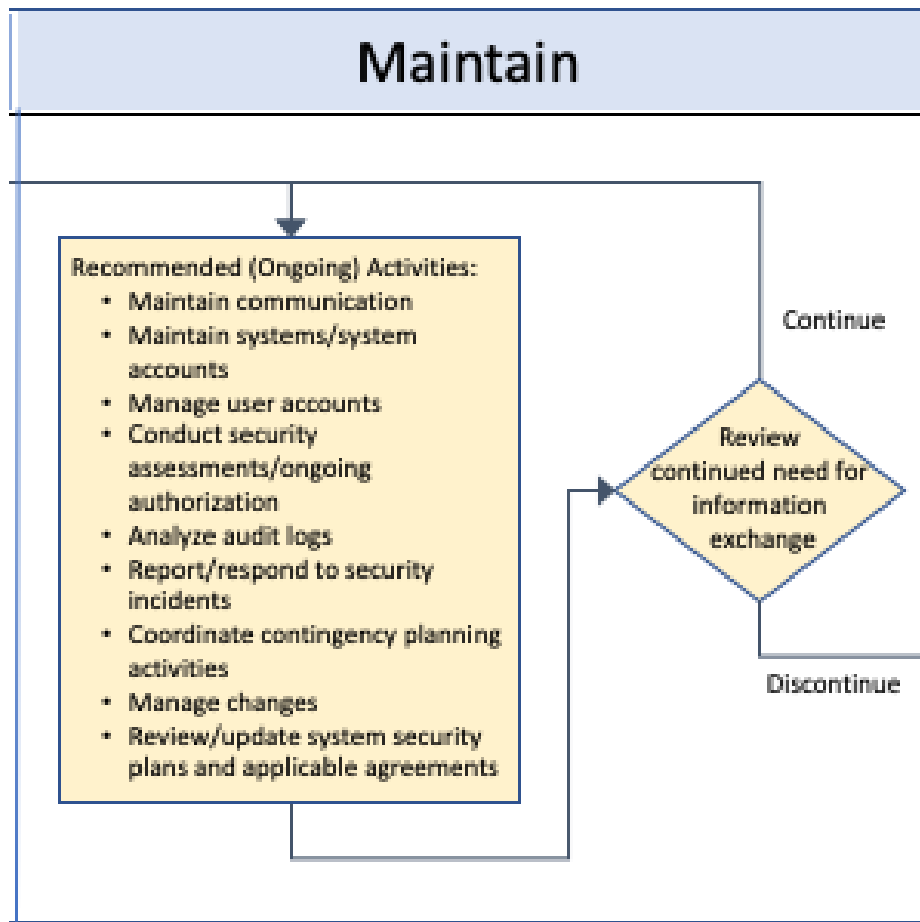 Maintain
Recommended (Ongoing) Activities:
• Maintain communication
• Maintain systems/system
accounts
• Manage user accounts
• Conduct security
assessments/ongoing
authorization
• Analyze audit logs
• Report/respond to security
incidents
• Coordinate contingency planning
activities
• Manage changes
• Review/update system security
plans and applicable agreements
Continue
Review
continued need for
information
exchange
Discontinue